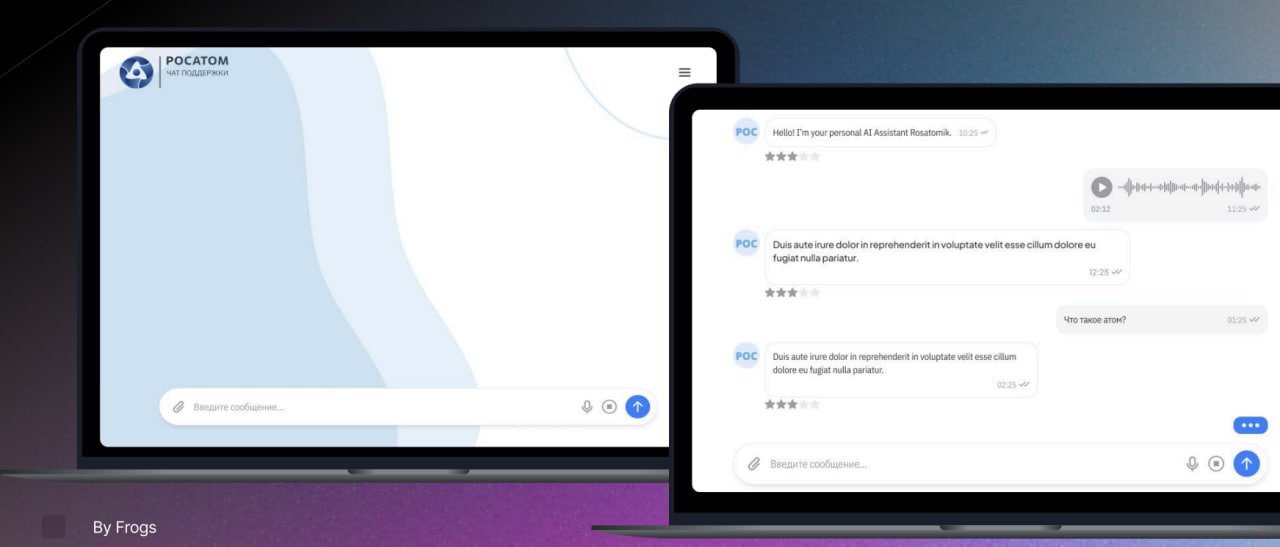 РОСАТОМ
ЧАТ ПОДДЕРЖКИ
Введите сообщение...
РОС
Hello! I'm your personal AI Assistant Rosatomik. 10:25
02:12 11:25
РОС
Duis aute irure dolor in reprehenderit in voluptate velit esse cillum dolore eu
fugiat nulla pariatur.
12:25
Что такое атом? 01:25
РОС
Duis aute irure dolor in reprehenderit in voluptate velit esse cillum
dolore eu fugiat nulla pariatur.
02:25
Введите сообщение...
By Frogs